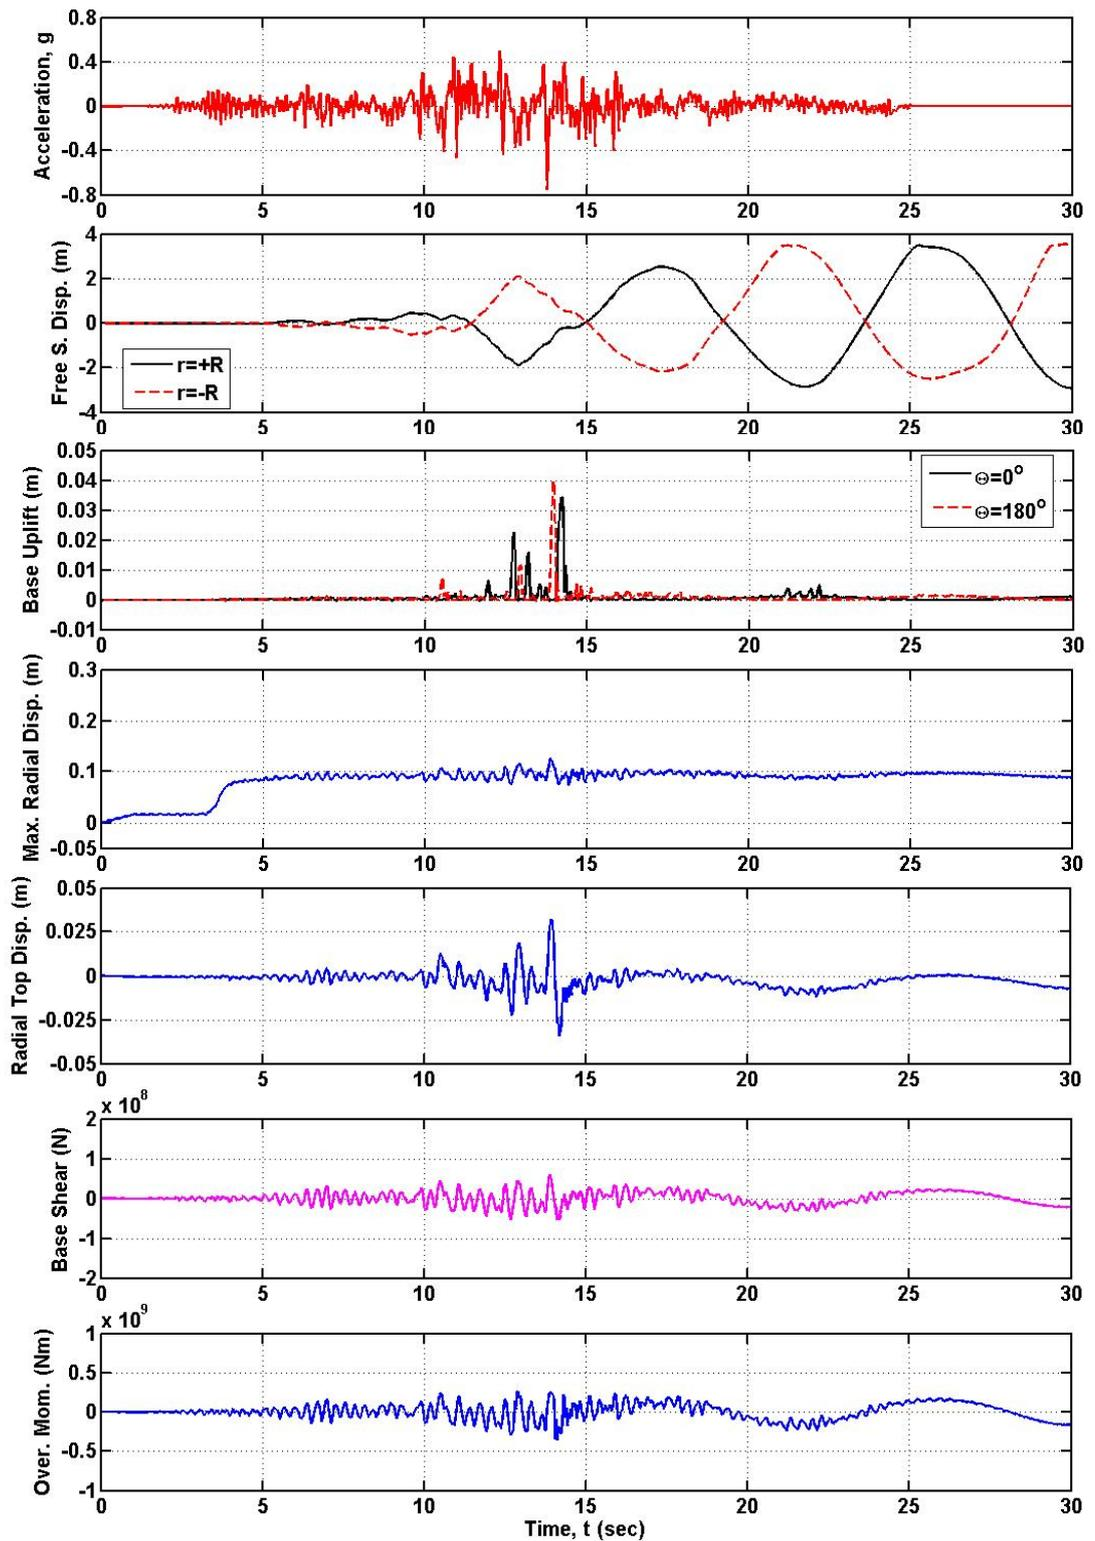 Acceleration, g
0.8
0.4
0
-0.4
-0.8
0 5 10 15 20 25 30
Free S. Disp. (m)
4
2
0
-2
-4
r=+R
r=-R
0 5 10 15 20 25 30
Base Uplift (m)
0.05
0.04
0.03
0.02
0.01
0
-0.01
Θ=0°
Θ=180°
0 5 10 15 20 25 30
Max. Radial Disp. (m)
0.3
0.2
0.1
0
-0.05
0 5 10 15 20 25 30
Radial Top Disp. (m)
0.05
0.025
0
-0.025
-0.05
0 5 10 15 20 25 30
x 10⁸
Base Shear (N)
2
1
0
-1
-2
0 5 10 15 20 25 30
x 10⁹
Over. Mom. (Nm)
1
0.5
0
-0.5
-1
0 5 10 15 20 25 30
Time, t (sec)